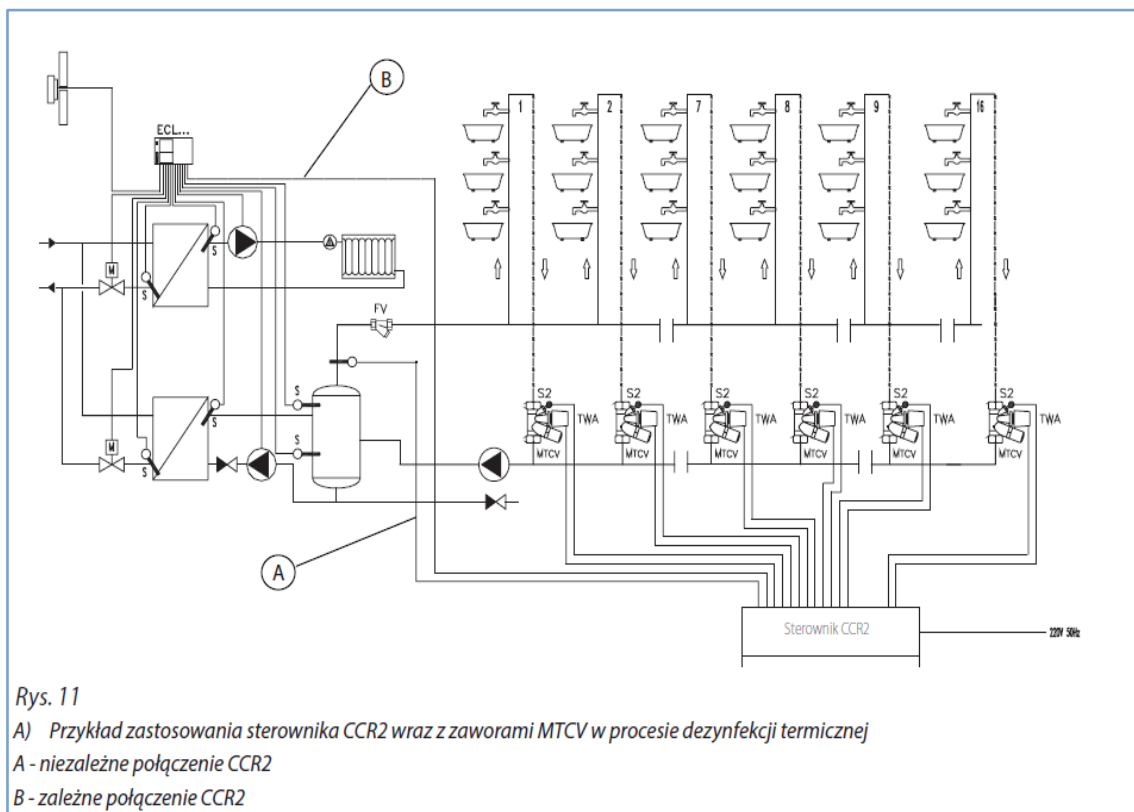 B
ECL...
1 2 7 8 9 16
M
S
S
FV
S2 S2 S2 S2 S2 S2
TWA TWA TWA TWA TWA TWA
MTCV MTCV MTCV MTCV MTCV MTCV
S
S
S
M
S
A
Sterownik CCR2
220V 50Hz
Rys. 11
A) Przykład zastosowania sterownika CCR2 wraz z zaworami MTCV w procesie dezynfekcji termicznej
A - niezależne połączenie CCR2
B - zależne połączenie CCR2